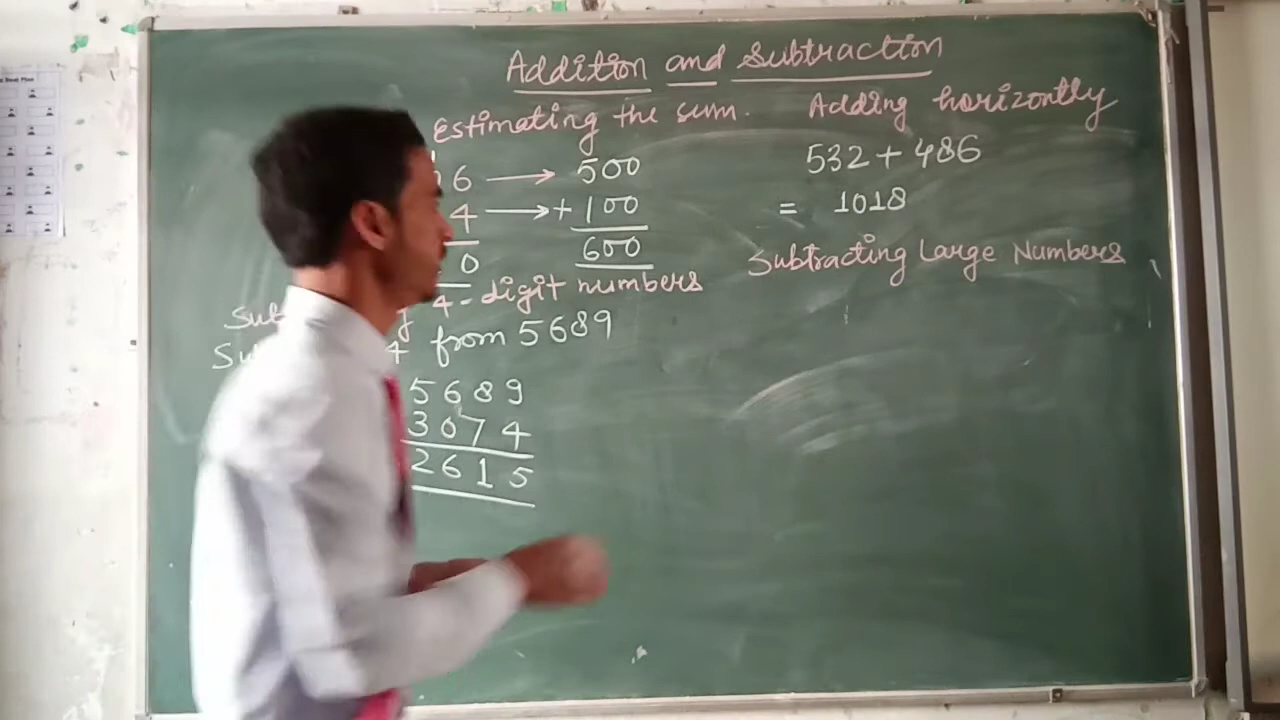 Addition and Subtraction
Estimating the sum.
6 → 500
4 → + 100
0 600
4-digit numbers
4 from 5689
5689
3074
2615
Adding horizontly
532 + 486
= 1018
Subtracting Large Numbers